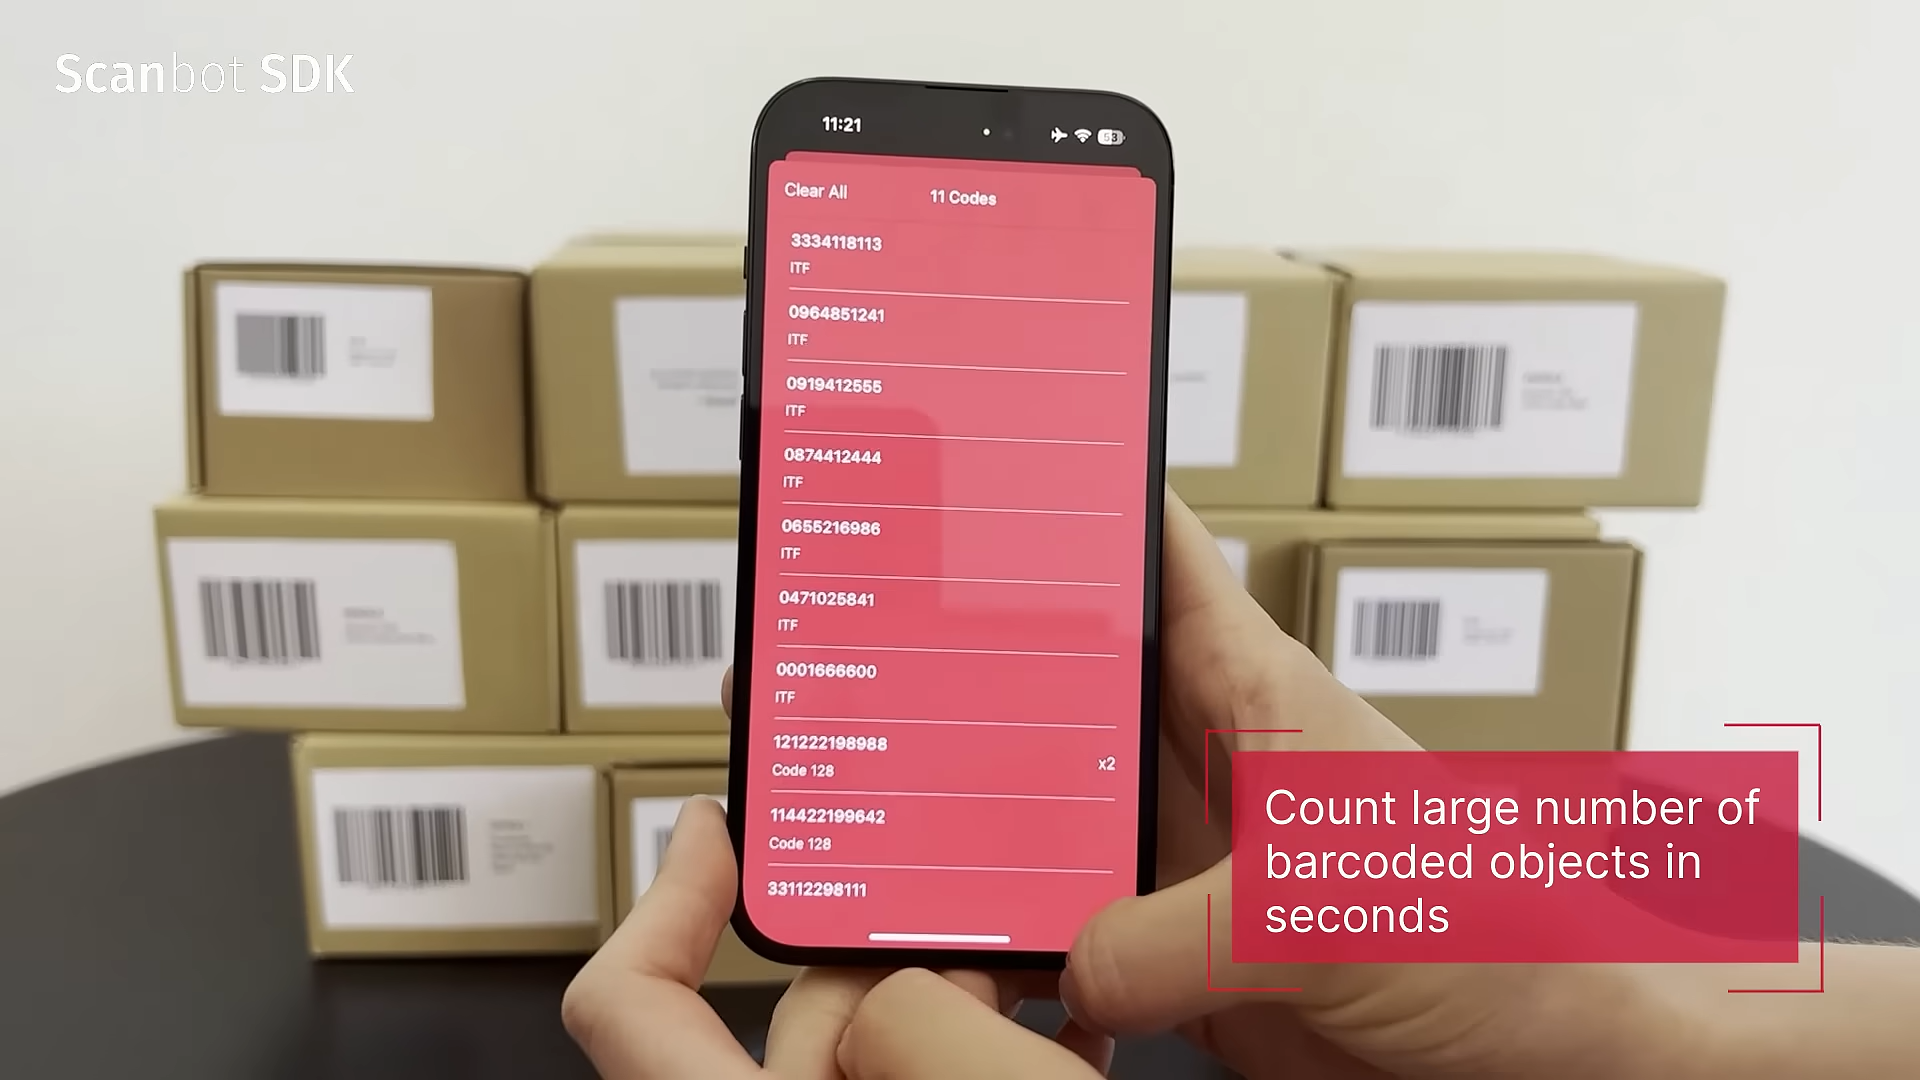 Scanbot SDK
11:21
53
Clear All
11 Codes
3334118113
ITF
0964851241
ITF
0919412555
ITF
0874412444
ITF
0655216986
ITF
0471025841
ITF
0001666600
ITF
121222198988
Code 128
x2
114422199642
Code 128
33112298111
Count large number of
barcoded objects in
seconds